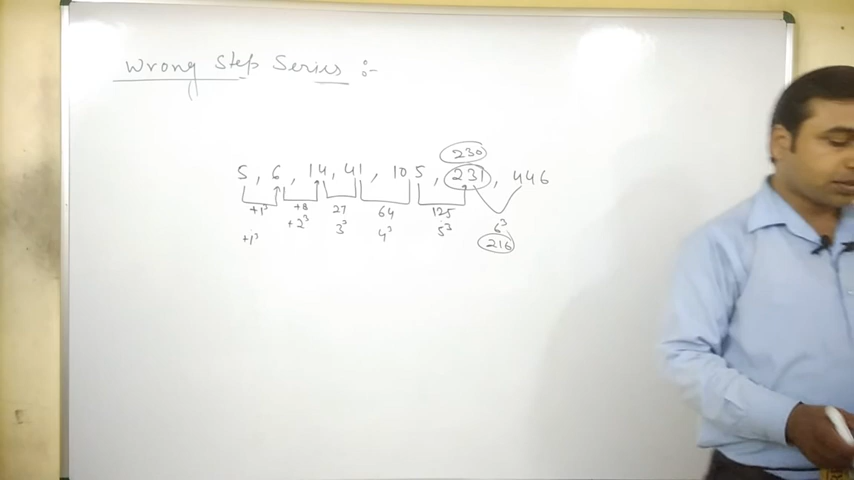 Wrong Step Series :-
230
5, 6, 14, 41, 105, 231, 446
+1³ +8 27 64 125
+1³ +2³ 3³ 4³ 5³ 6³
216